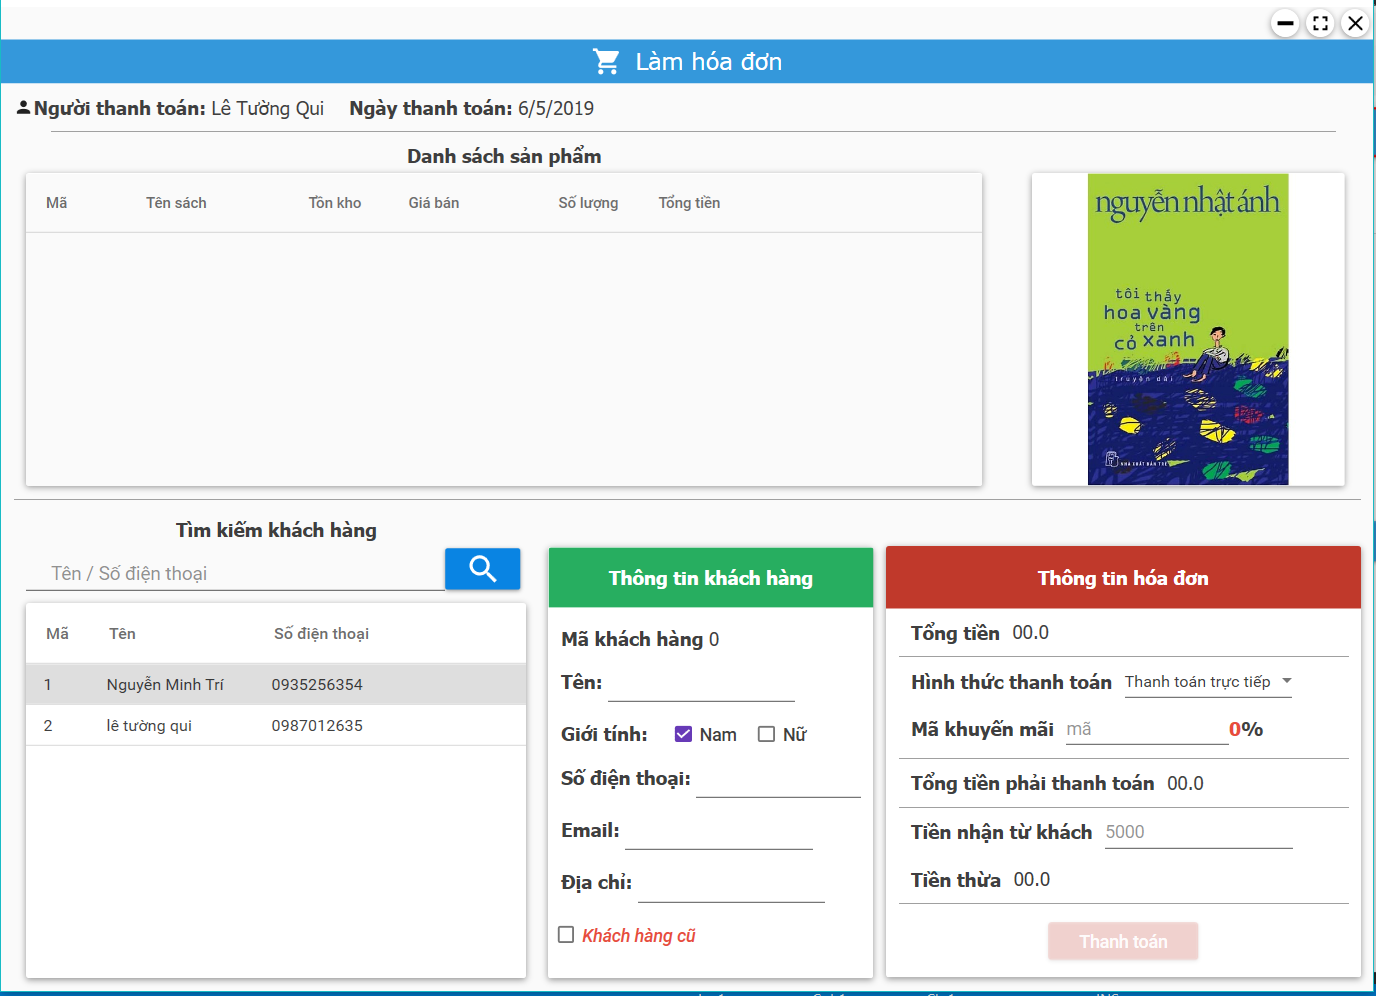 Làm hóa đơn
Người thanh toán: Lê Tường Qui Ngày thanh toán: 6/5/2019
Danh sách sản phẩm
Mã Tên sách Tồn kho Giá bán Số lượng Tổng tiền
nguyễn nhật ánh
tôi thấy
hoa vàng
trên
cỏ xanh
truyện dài
NHÀ XUẤT BẢN TRẺ
Tìm kiếm khách hàng
Tên / Số điện thoại
Mã Tên Số điện thoại
1 Nguyễn Minh Trí 0935256354
2 lê tường qui 0987012635
Thông tin khách hàng
Mã khách hàng 0
Tên:
Giới tính: Nam Nữ
Số điện thoại:
Email:
Địa chỉ:
Khách hàng cũ
Thông tin hóa đơn
Tổng tiền 00.0
Hình thức thanh toán Thanh toán trực tiếp
Mã khuyến mãi mã 0%
Tổng tiền phải thanh toán 00.0
Tiền nhận từ khách 5000
Tiền thừa 00.0
Thanh toán